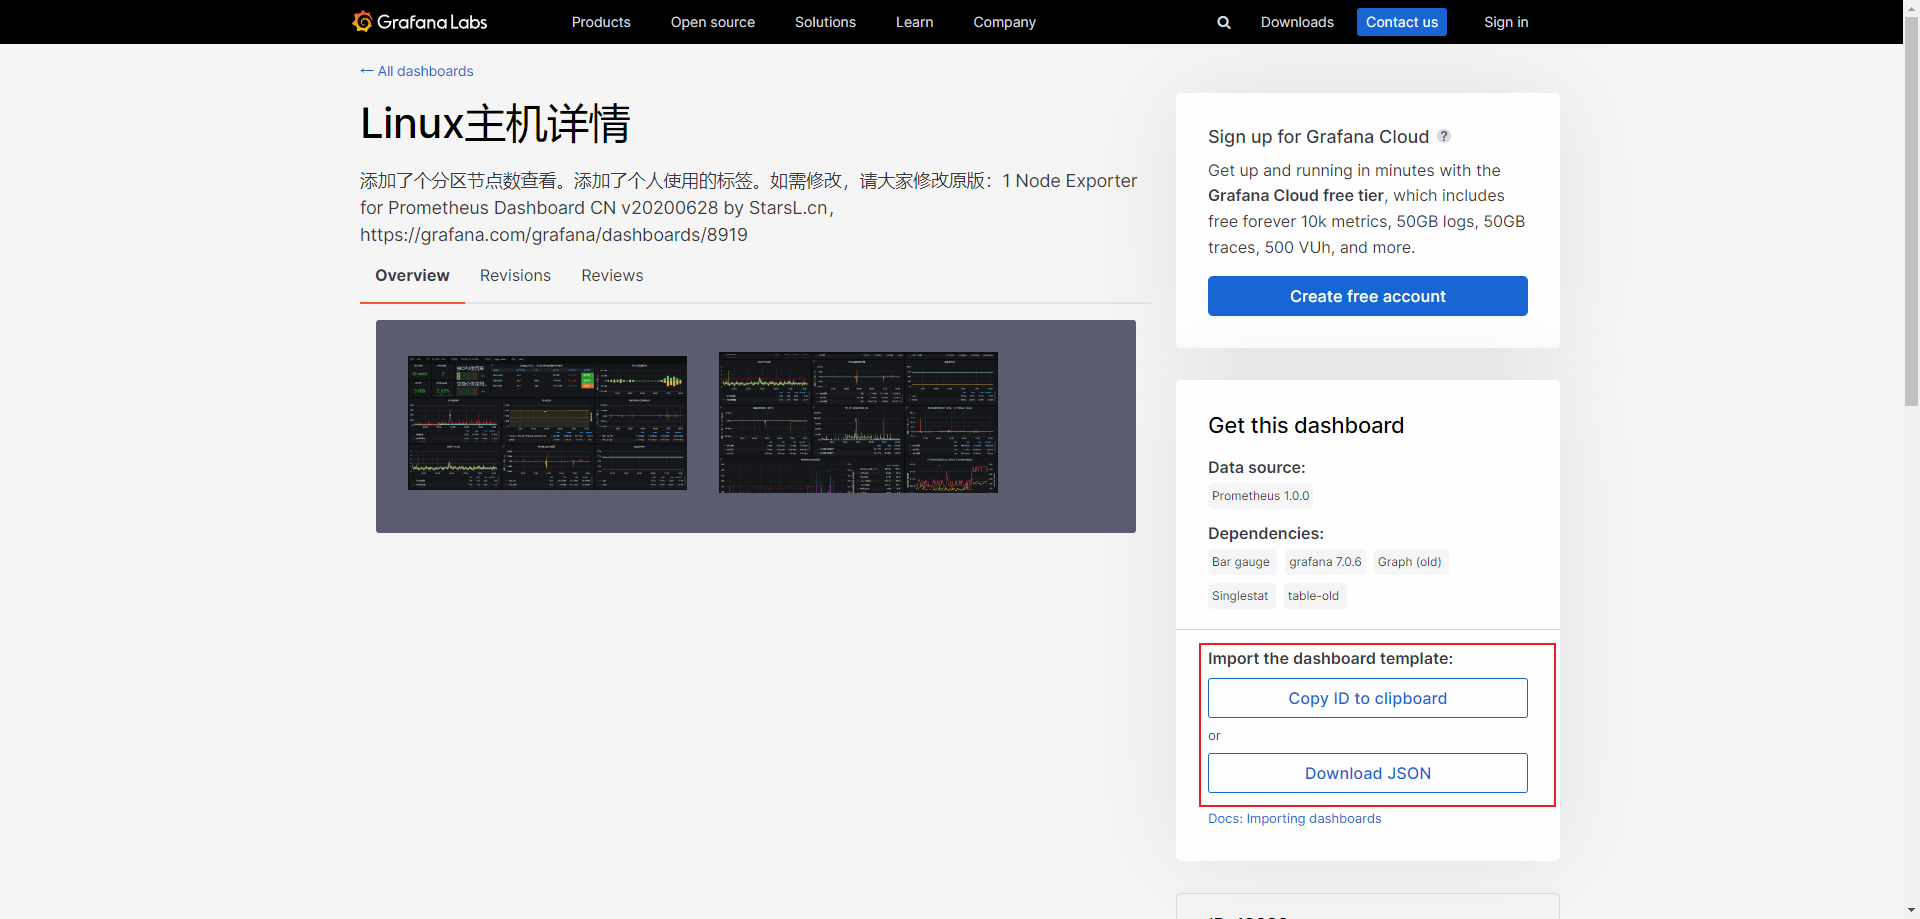 Grafana Labs
Products
Open source
Solutions
Learn
Company
Downloads
Contact us
Sign in
← All dashboards
Linux主机详情
添加了个分区节点数查看。添加了个人使用的标签。如需修改，请大家修改原版：1 Node Exporter
for Prometheus Dashboard CN v20200628 by StarsL.cn，
https://grafana.com/grafana/dashboards/8919
Overview
Revisions
Reviews
Sign up for Grafana Cloud ?
Get up and running in minutes with the
Grafana Cloud free tier, which includes
free forever 10k metrics, 50GB logs, 50GB
traces, 500 VUh, and more.
Create free account
Get this dashboard
Data source:
Prometheus 1.0.0
Dependencies:
Bar gauge
grafana 7.0.6
Graph (old)
Singlestat
table-old
Import the dashboard template:
Copy ID to clipboard
or
Download JSON
Docs: Importing dashboards